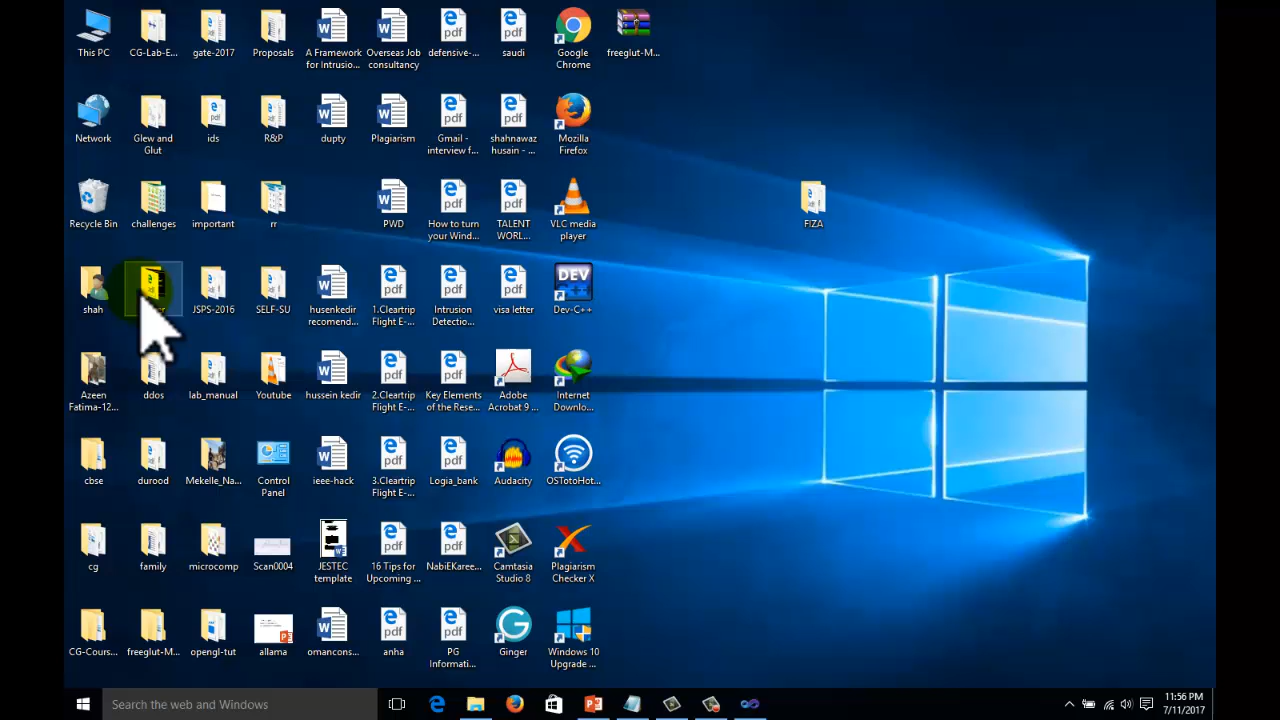 This PC
CG-Lab-E...
gate-2017
Proposals
A Framework
for Intrusio...
Overseas Job
consultancy
defensive-...
saudi
Google
Chrome
freeglut-M...
Network
Glew and
Glut
ids
R&P
dupty
Plagiarism
Gmail -
interview f...
shahnawaz
husain - ...
Mozilla
Firefox
Recycle Bin
challenges
important
rr
PWD
How to turn
your Wind...
TALENT
WORL...
VLC media
player
FIZA
shah
JSPS-2016
SELF-SU
husenkedir
recomend...
1.Cleartrip
Flight E-...
Intrusion
Detectio...
visa letter
DEV
C++
Dev-C++
Azeen
Fatima-12...
ddos
lab_manual
Youtube
hussein kedir
2.Cleartrip
Flight E-...
Key Elements
of the Rese...
Adobe
Acrobat 9 ...
Internet
Downlo...
cbse
durood
Mekelle_Na...
Control
Panel
ieee-hack
3.Cleartrip
Flight E-...
Logia_bank
Audacity
OSTotoHot...
cg
family
microcomp
Scan0004
JESTEC
template
16 Tips for
Upcoming ...
NabiEKaree...
Camtasia
Studio 8
Plagiarism
Checker X
CG-Cours...
freeglut-M...
opengl-tut
allama
omancons...
anha
PG
Informati...
Ginger
Windows 10
Upgrade ...
Search the web and Windows
11:56 PM
7/11/2017